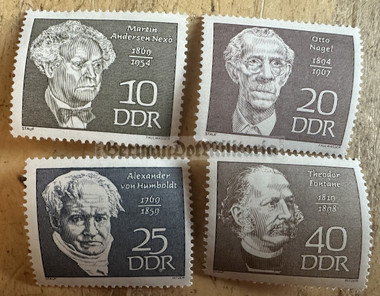 Martin
Andersen Nexö
1869
1954
10
DDR
Otto
Nagel
1894
1967
20
DDR
Alexander
von Humboldt
1769
1859
25
DDR
Theodor
Fontane
1819
1898
40
DDR